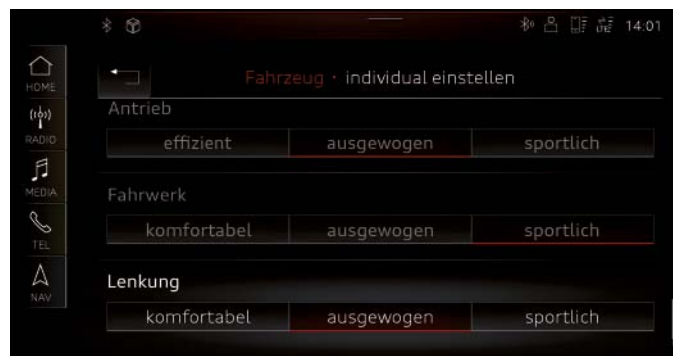 LTE 14:01
HOME
Fahrzeug · individual einstellen
RADIO
Antrieb
effizient ausgewogen sportlich
MEDIA
Fahrwerk
TEL
komfortabel ausgewogen sportlich
NAV
Lenkung
komfortabel ausgewogen sportlich